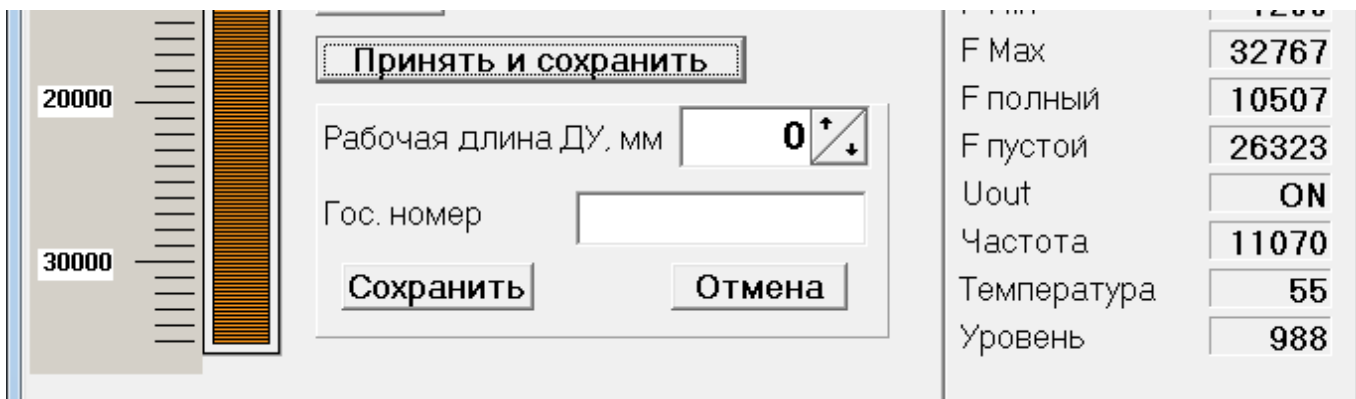 20000
30000
Принять и сохранить
Рабочая длина ДУ, мм 0
Гос. номер
Сохранить Отмена
F Max 32767
F полный 10507
F пустой 26323
Uout ON
Частота 11070
Температура 55
Уровень 988